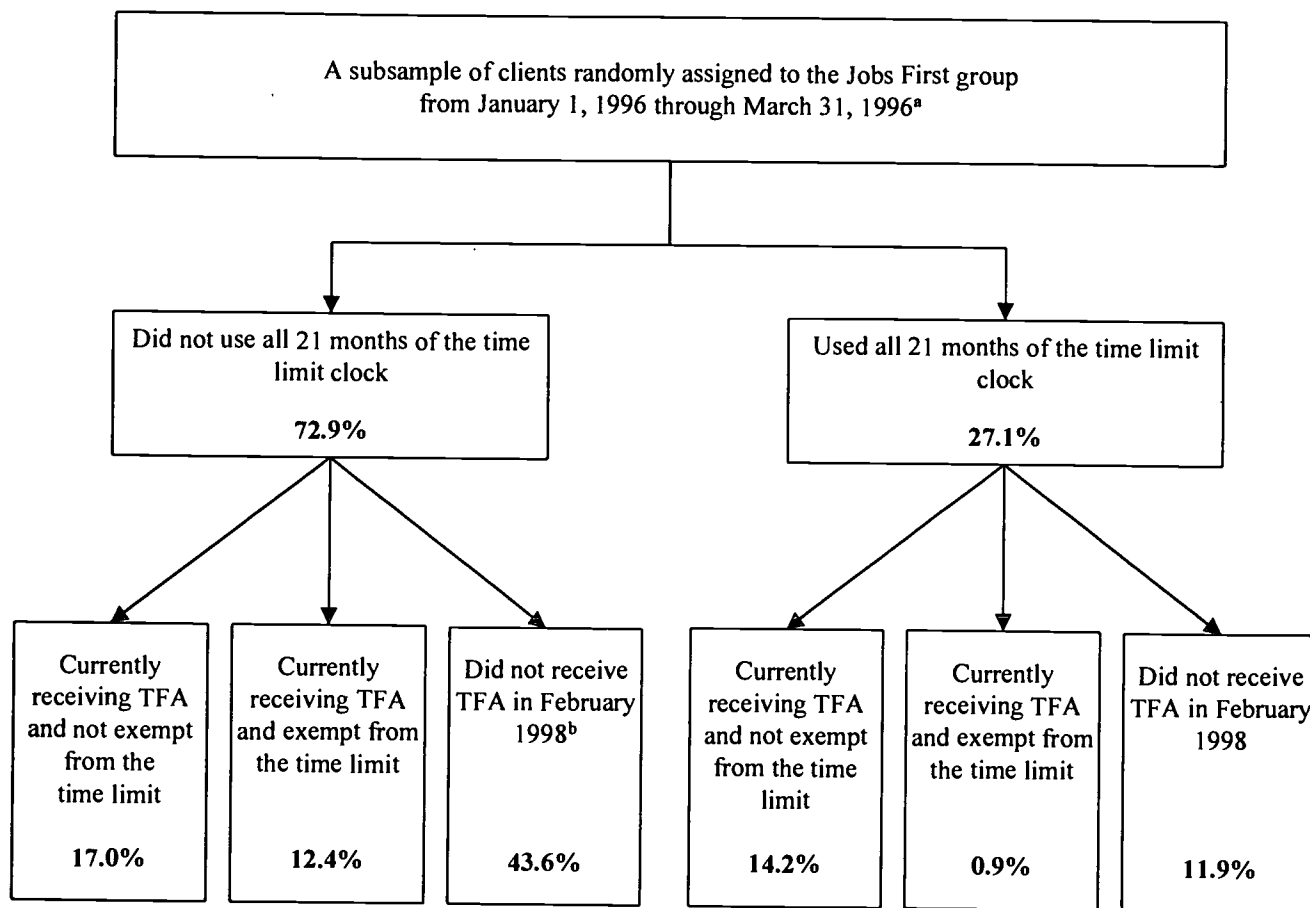 A subsample of clients randomly assigned to the Jobs First group
from January 1, 1996 through March 31, 1996ᵃ
Did not use all 21 months of the time
limit clock
72.9%
Used all 21 months of the time limit
clock
27.1%
Currently
receiving TFA
and not exempt
from the
time limit
17.0%
Currently
receiving TFA
and exempt from
the time limit
12.4%
Did not receive
TFA in February
1998ᵇ
43.6%
Currently
receiving TFA
and not exempt
from the time
limit
14.2%
Currently
receiving TFA
and exempt from
the time limit
0.9%
Did not receive
TFA in February
1998
11.9%